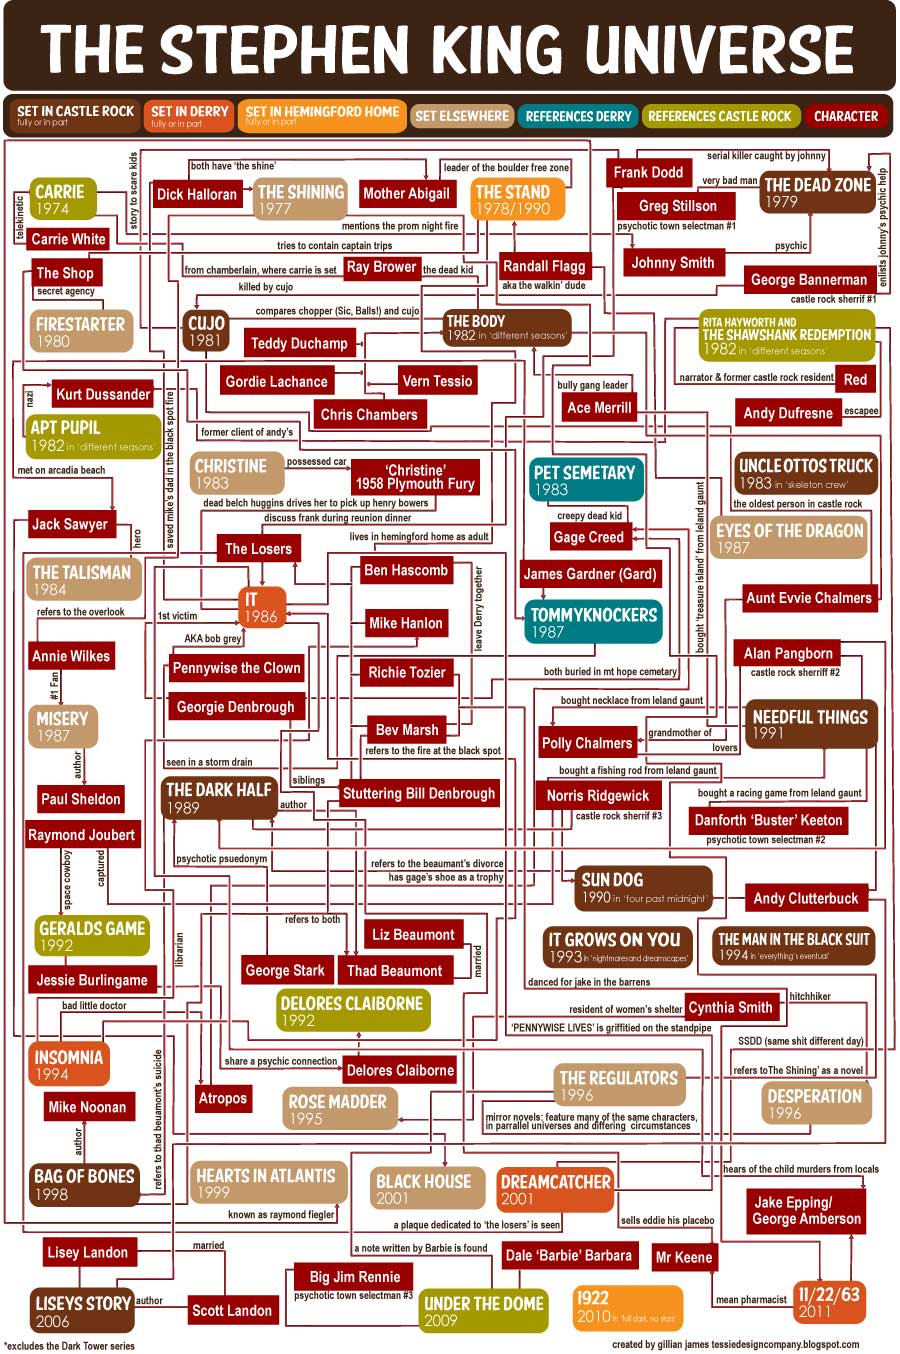 THE STEPHEN KING UNIVERSE
SET IN CASTLE ROCK
fully or in part
SET IN DERRY
fully or in part
SET IN HEMINGFORD HOME
fully or in part
SET ELSEWHERE
REFERENCES DERRY
REFERENCES CASTLE ROCK
CHARACTER
both have 'the shine'
leader of the boulder free zone
Frank Dodd
serial killer caught by johnny
story to scare kids
CARRIE
1974
Dick Halloran
THE SHINING
1977
Mother Abigail
THE STAND
1978/1990
very bad man
THE DEAD ZONE
1979
enlists johnny's psychic help
Greg Stillson
psychotic town selectman #1
telekinetic
mentions the prom night fire
Carrie White
tries to contain captain trips
psychic
Johnny Smith
The Shop
secret agency
from chamberlain, where carrie is set
Ray Brower
the dead kid
Randall Flagg
aka the walkin' dude
George Bannerman
castle rock sherrif #1
killed by cujo
FIRESTARTER
1980
CUJO
1981
compares chopper (Sic, Balls!) and cujo
THE BODY
1982 in 'different seasons'
RITA HAYWORTH AND
THE SHAWSHANK REDEMPTION
1982 in 'different seasons'
Teddy Duchamp
Gordie Lachance
Vern Tessio
Chris Chambers
bully gang leader
Ace Merrill
narrator & former castle rock resident
Red
Andy Dufresne
escapee
nazi
Kurt Dussander
APT PUPIL
1982 in 'different seasons'
saved mike's dad in the black spot fire
former client of andy's
met on arcadia beach
CHRISTINE
1983
possessed car
'Christine'
1958 Plymouth Fury
PET SEMETARY
1983
UNCLE OTTOS TRUCK
1983 in 'skeleton crew'
dead belch huggins drives her to pick up henry bowers
the oldest person in castle rock
discuss frank during reunion dinner
creepy dead kid
Jack Sawyer
hero
lives in hemingford home as adult
Gage Creed
EYES OF THE DRAGON
1987
bought 'treasure island' from leland gaunt
The Losers
THE TALISMAN
1984
Ben Hascomb
James Gardner (Gard)
IT
1986
leave Derry together
TOMMYKNOCKERS
1987
Aunt Evvie Chalmers
refers to the overlook
1st victim
Mike Hanlon
AKA bob grey
Annie Wilkes
Pennywise the Clown
Richie Tozier
both buried in mt hope cemetary
Alan Pangborn
castle rock sherriff #2
#1 Fan
Georgie Denbrough
bought necklace from leland gaunt
MISERY
1987
Bev Marsh
refers to the fire at the black spot
Polly Chalmers
grandmother of
lovers
NEEDFUL THINGS
1991
author
seen in a storm drain
siblings
bought a fishing rod from leland gaunt
THE DARK HALF
1989
author
Stuttering Bill Denbrough
Norris Ridgewick
castle rock sherif #3
bought a racing game from leland gaunt
Paul Sheldon
Danforth 'Buster' Keeton
psychotic town selectman #2
Raymond Joubert
space cowboy
captured
psychotic psuedonym
refers to the beaumant's divorce
has gage's shoe as a trophy
SUN DOG
1990 in 'four past midnight'
Andy Clutterbuck
GERALDS GAME
1992
librarian
refers to both
Liz Beaumont
married
IT GROWS ON YOU
1993 in 'nightmares and dreamscapes'
THE MAN IN THE BLACK SUIT
1994 in 'everything's eventual'
Jessie Burlingame
George Stark
Thad Beaumont
danced for jake in the barrens
DELORES CLAIBORNE
1992
bad little doctor
resident of women's shelter
Cynthia Smith
hitchhiker
'PENNYWISE LIVES' is griffitied on the standpipe
INSOMNIA
1994
SSDD (same shit different day)
share a psychic connection
Delores Claiborne
refers to'The Shining' as a novel
refers to thad beuamont's suicide
THE REGULATORS
1996
DESPERATION
1996
Mike Noonan
Atropos
ROSE MADDER
1995
mirror novels: feature many of the same characters,
in parallel universes and differing circumstances
author
BAG OF BONES
1998
HEARTS IN ATLANTIS
1999
BLACK HOUSE
2001
DREAMCATCHER
2001
hears of the child murders from locals
known as raymond fiegler
a plaque dedicated to 'the losers' is seen
sells eddie his placebo
Jake Epping/
George Amberson
Lisey Landon
married
a note written by Barbie is found
Dale 'Barbie' Barbara
Mr Keene
Big Jim Rennie
psychotic town selectman #3
LISEYS STORY
2006
author
Scott Landon
UNDER THE DOME
2009
1922
2010 in 'full dark, no stars'
mean pharmacist
11/22/63
2011
*excludes the Dark Tower series
created by gillian james tessiedesigncompany.blogspot.com